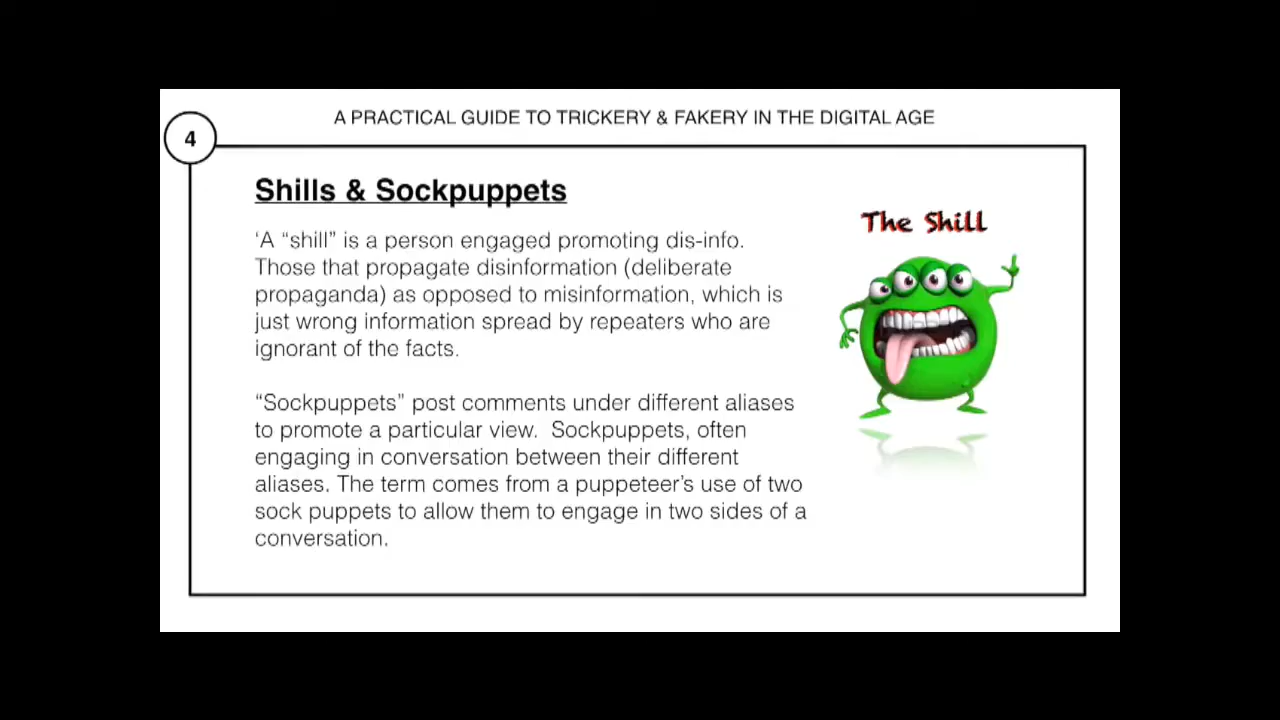 A PRACTICAL GUIDE TO TRICKERY & FAKERY IN THE DIGITAL AGE
4
Shills & Sockpuppets
The Shill
‘A “shill” is a person engaged promoting dis-info.
Those that propagate disinformation (deliberate
propaganda) as opposed to misinformation, which is
just wrong information spread by repeaters who are
ignorant of the facts.
“Sockpuppets” post comments under different aliases
to promote a particular view.  Sockpuppets, often
engaging in conversation between their different
aliases. The term comes from a puppeteer’s use of two
sock puppets to allow them to engage in two sides of a
conversation.